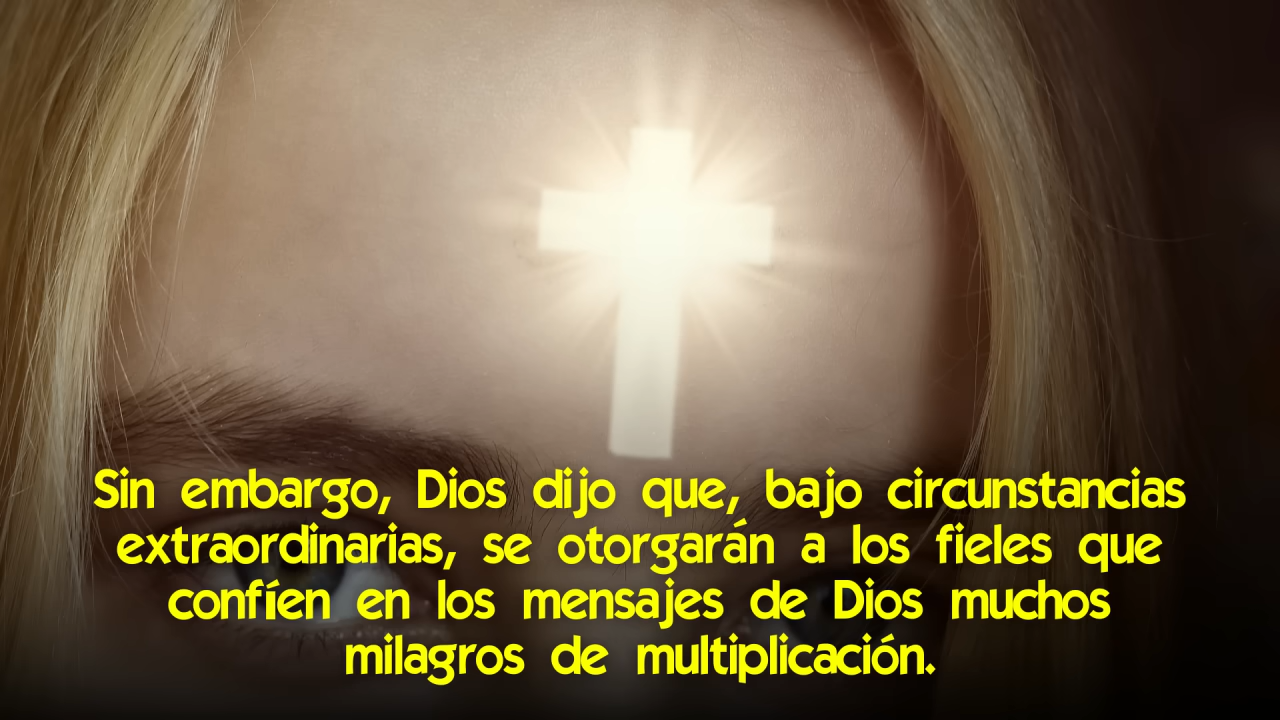 Sin embargo, Dios dijo que, bajo circunstancias
extraordinarias, se otorgarán a los fieles que
confíen en los mensajes de Dios muchos
milagros de multiplicación.